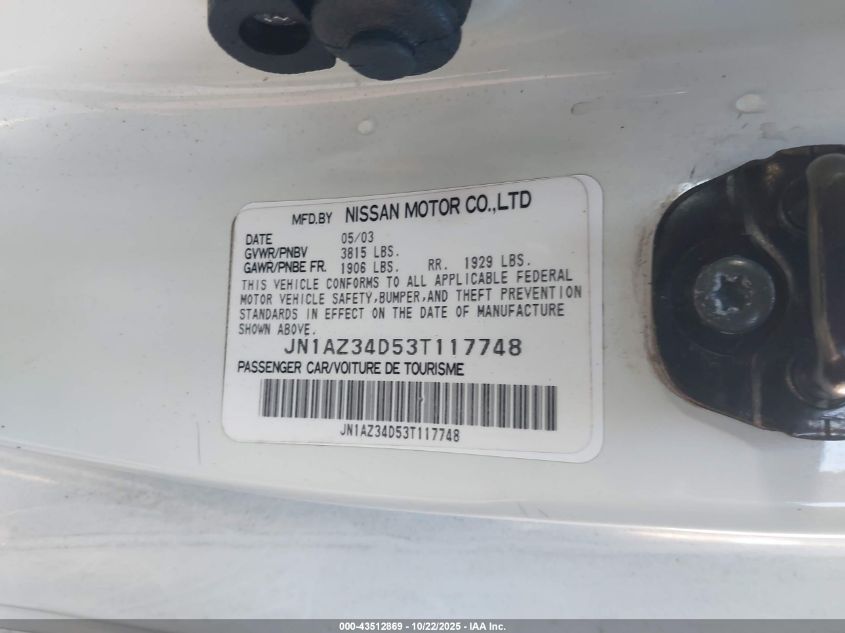 MFD.BY NISSAN MOTOR CO.,LTD
DATE 05/03
GVWR/PNBV 3815 LBS.
GAWR/PNBE FR. 1906 LBS. RR. 1929 LBS.
THIS VEHICLE CONFORMS TO ALL APPLICABLE FEDERAL
MOTOR VEHICLE SAFETY,BUMPER,AND THEFT PREVENTION
STANDARDS IN EFFECT ON THE DATE OF MANUFACTURE
SHOWN ABOVE.
JN1AZ34D53T117748
PASSENGER CAR/VOITURE DE TOURISME
JN1AZ34D53T117748
000-43512869 - 10/22/2025 - IAA Inc.